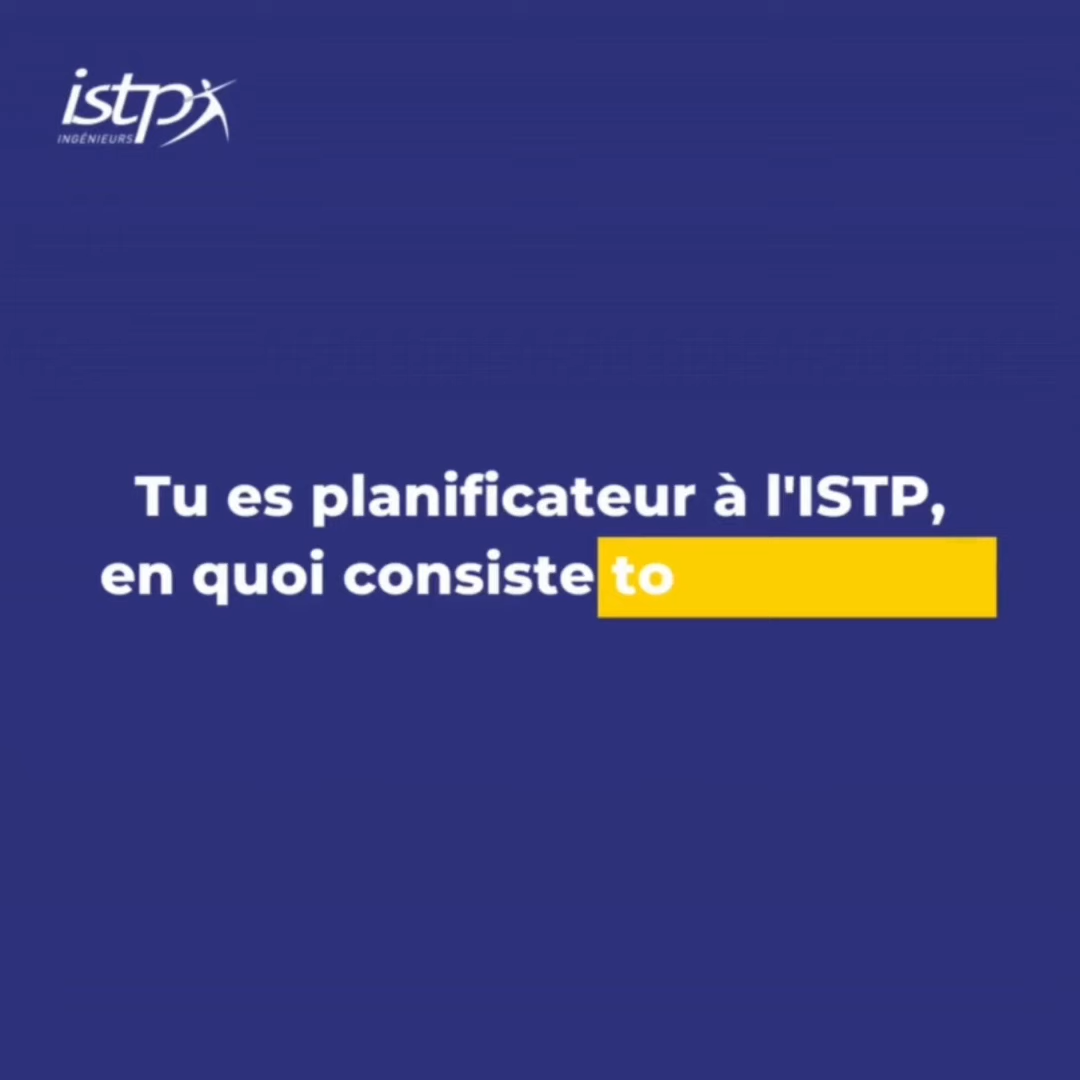 istp
INGÉNIEURS
Tu es planificateur à l'ISTP,
en quoi consiste to